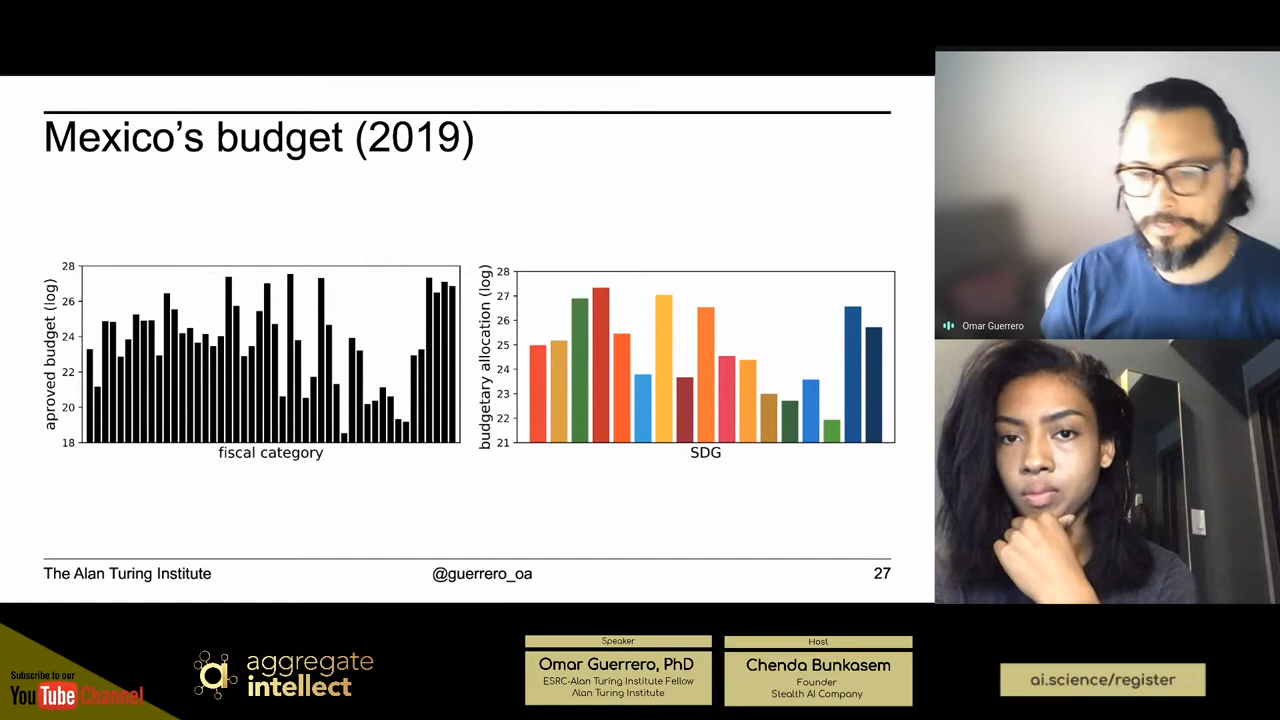 Mexico's budget (2019)
28
26
24
22
20
18
aproved budget (log)
fiscal category
28
27
26
25
24
23
22
21
budgetary allocation (log)
SDG
The Alan Turing Institute
@guerrero_oa
27
Omar Guerrero
Subscribe to our
YouTube Channel
a
aggregate
intellect
Speaker
Omar Guerrero, PhD
ESRC-Alan Turing Institute Fellow
Alan Turing Institute
Host
Chenda Bunkasem
Founder
Stealth AI Company
ai.science/register